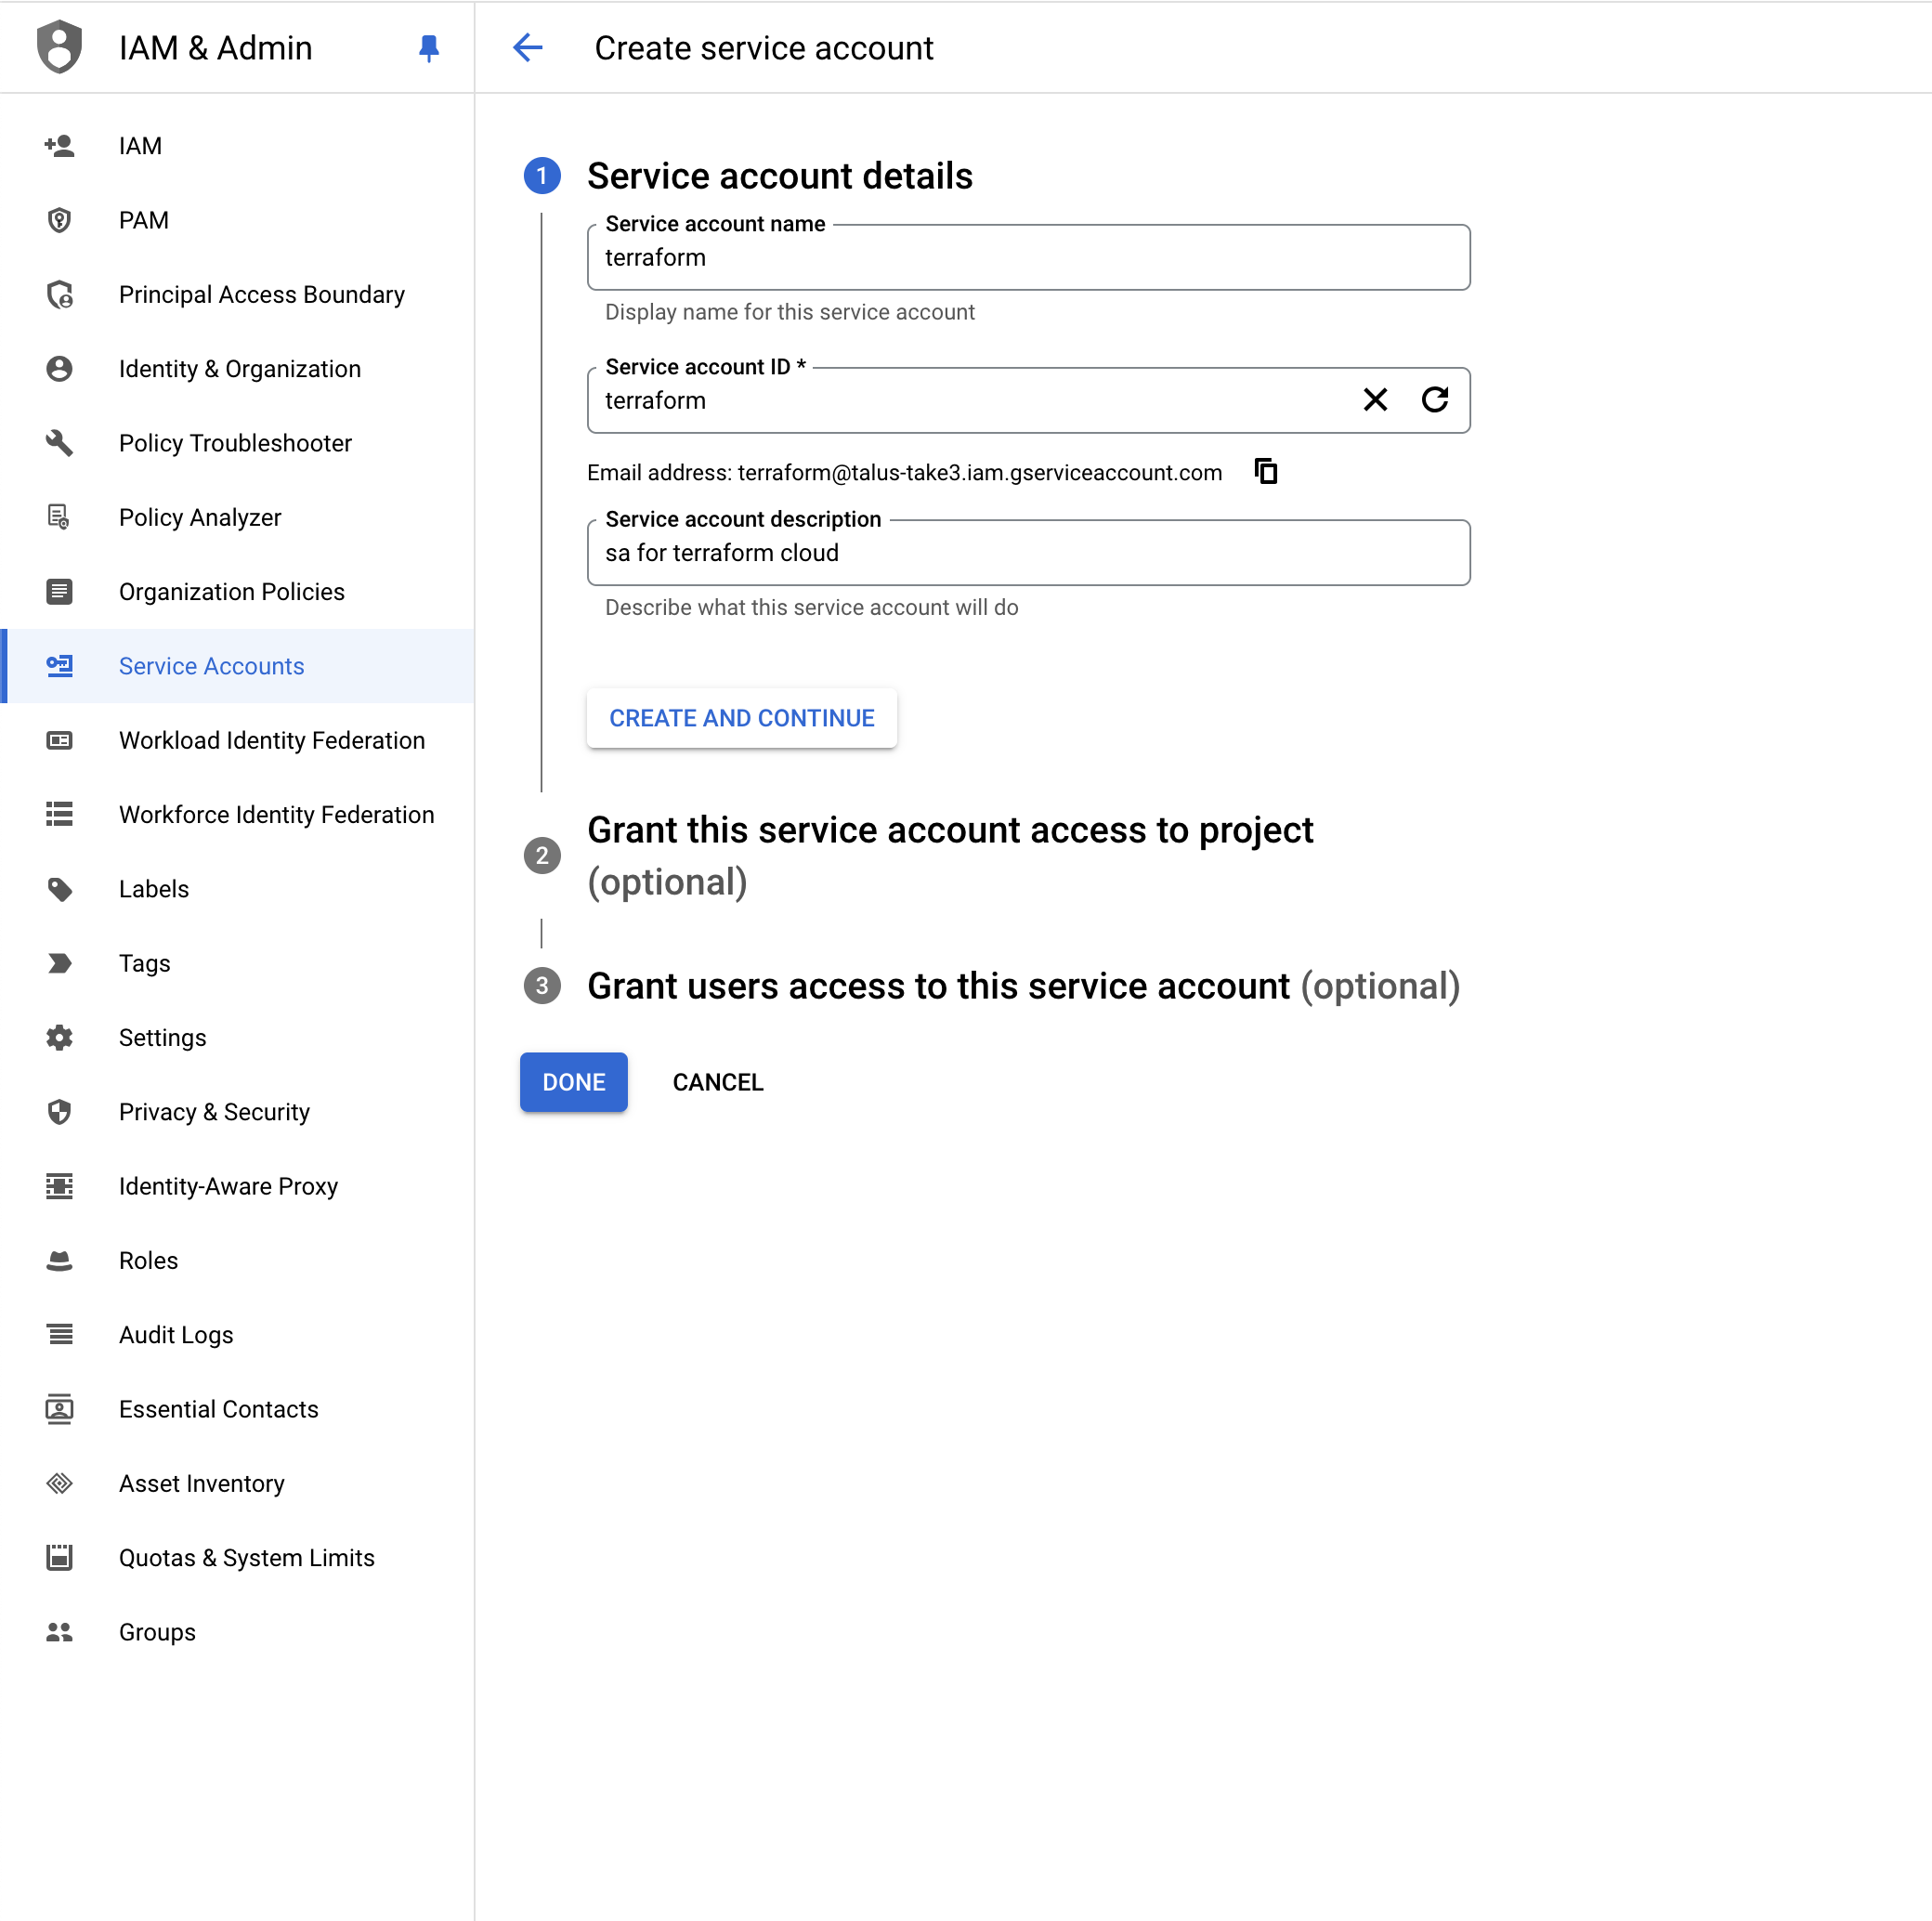 IAM & Admin
Create service account
IAM
PAM
Principal Access Boundary
Identity & Organization
Policy Troubleshooter
Policy Analyzer
Organization Policies
Service Accounts
Workload Identity Federation
Workforce Identity Federation
Labels
Tags
Settings
Privacy & Security
Identity-Aware Proxy
Roles
Audit Logs
Essential Contacts
Asset Inventory
Quotas & System Limits
Groups
1 Service account details
Service account name
terraform
Display name for this service account
Service account ID *
terraform
Email address: terraform@talus-take3.iam.gserviceaccount.com
Service account description
sa for terraform cloud
Describe what this service account will do
CREATE AND CONTINUE
2 Grant this service account access to project
(optional)
3 Grant users access to this service account (optional)
DONE CANCEL